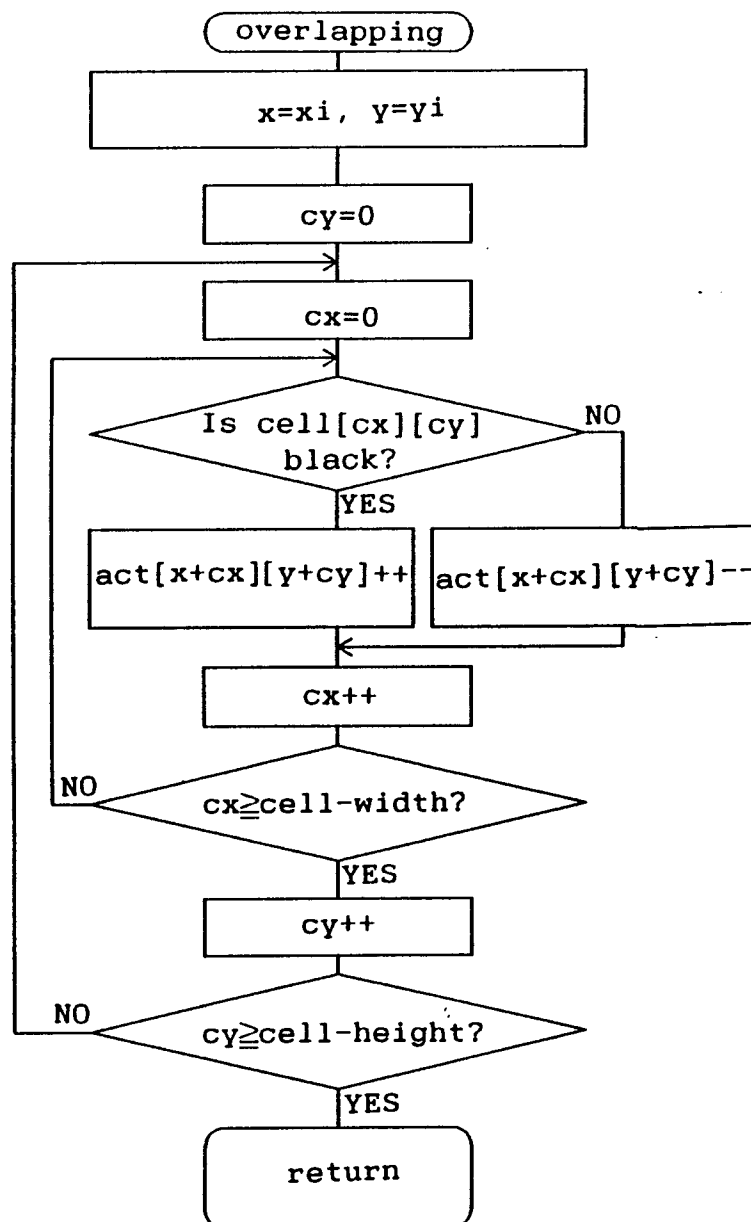 overlapping
x=xi, y=yi
cy=0
cx=0
Is cell[cx][cy]
black?
NO
YES
act[x+cx][y+cy]++
act[x+cx][y+cy]--
cx++
NO
cx≧cell-width?
YES
cy++
NO
cy≧cell-height?
YES
return